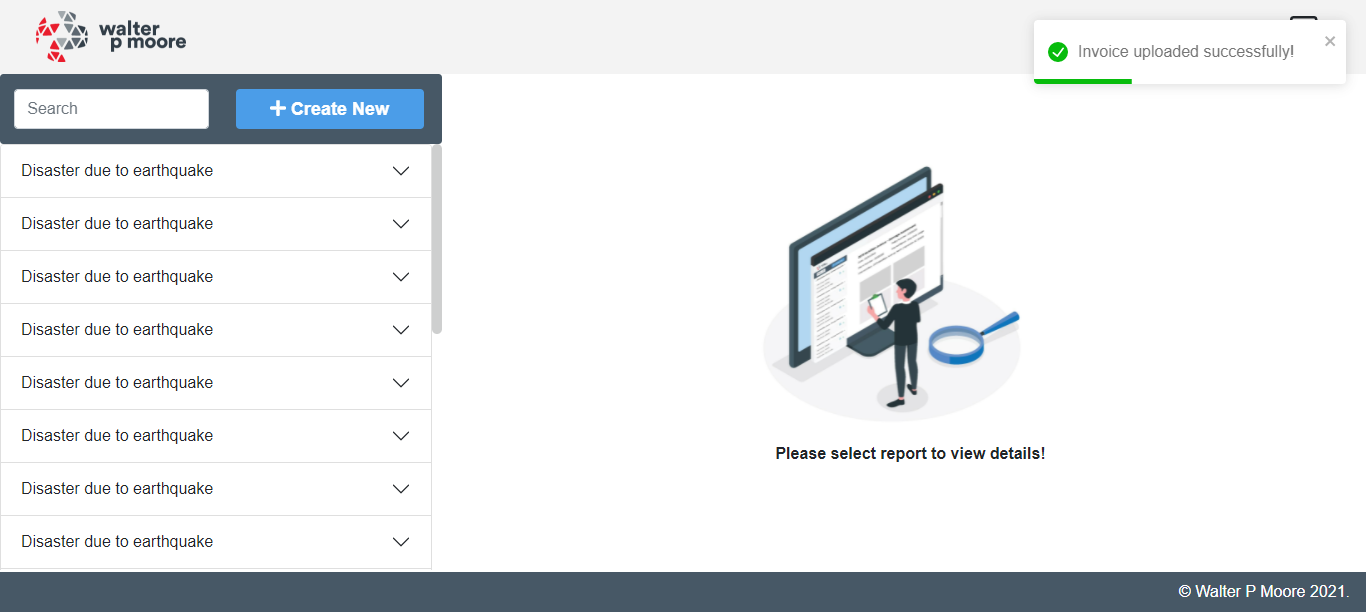 walter
p moore
Invoice uploaded successfully!
Search
Create New
Disaster due to earthquake
Disaster due to earthquake
Disaster due to earthquake
Disaster due to earthquake
Disaster due to earthquake
Disaster due to earthquake
Disaster due to earthquake
Disaster due to earthquake
Please select report to view details!
© Walter P Moore 2021.